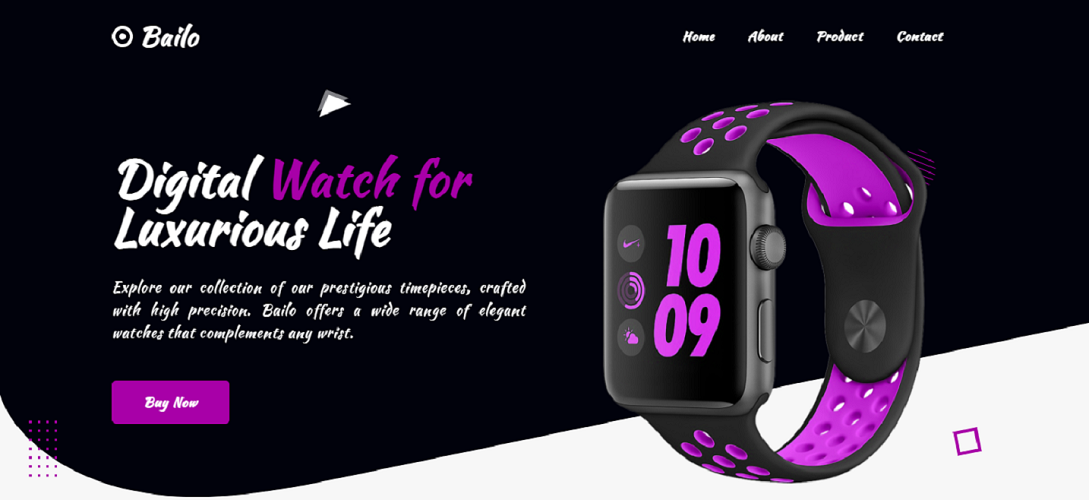 Bailo
Home About Product Contact
Digital Watch for
Luxurious Life
Explore our collection of our prestigious timepieces, crafted
with high precision. Bailo offers a wide range of elegant
watches that complements any wrist.
Buy Now
10
09